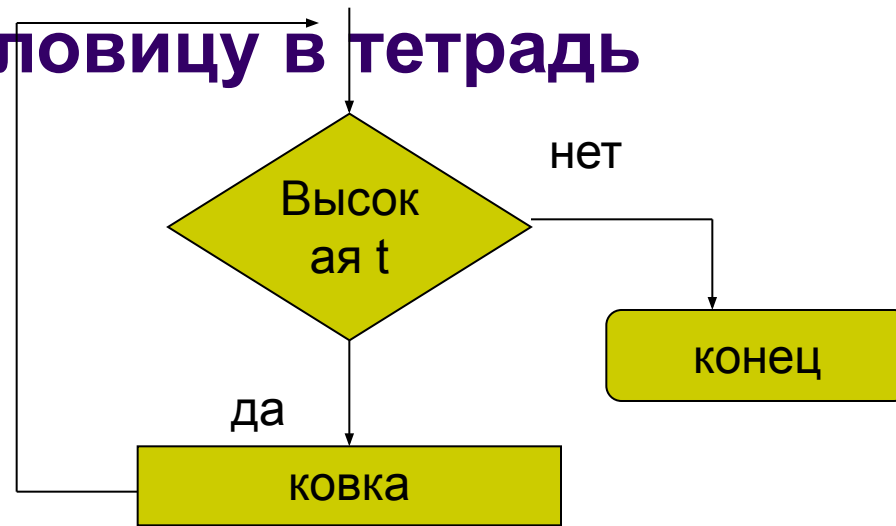 ловицу в тетрадь
нет
Высок
ая t
конец
да
ковка